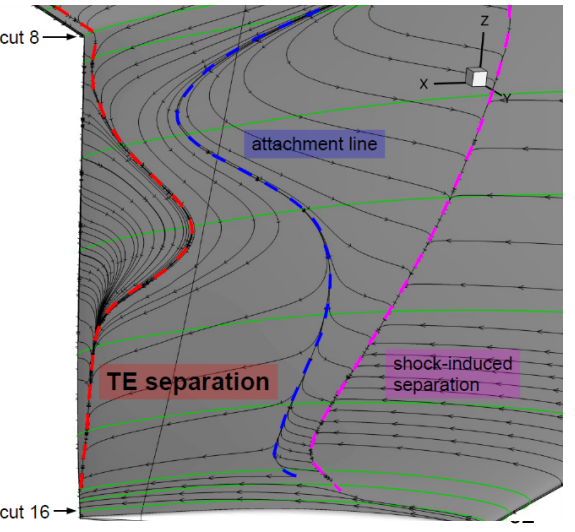 cut 8
Z
X
Y
attachment line
TE separation
shock-induced
separation
cut 16